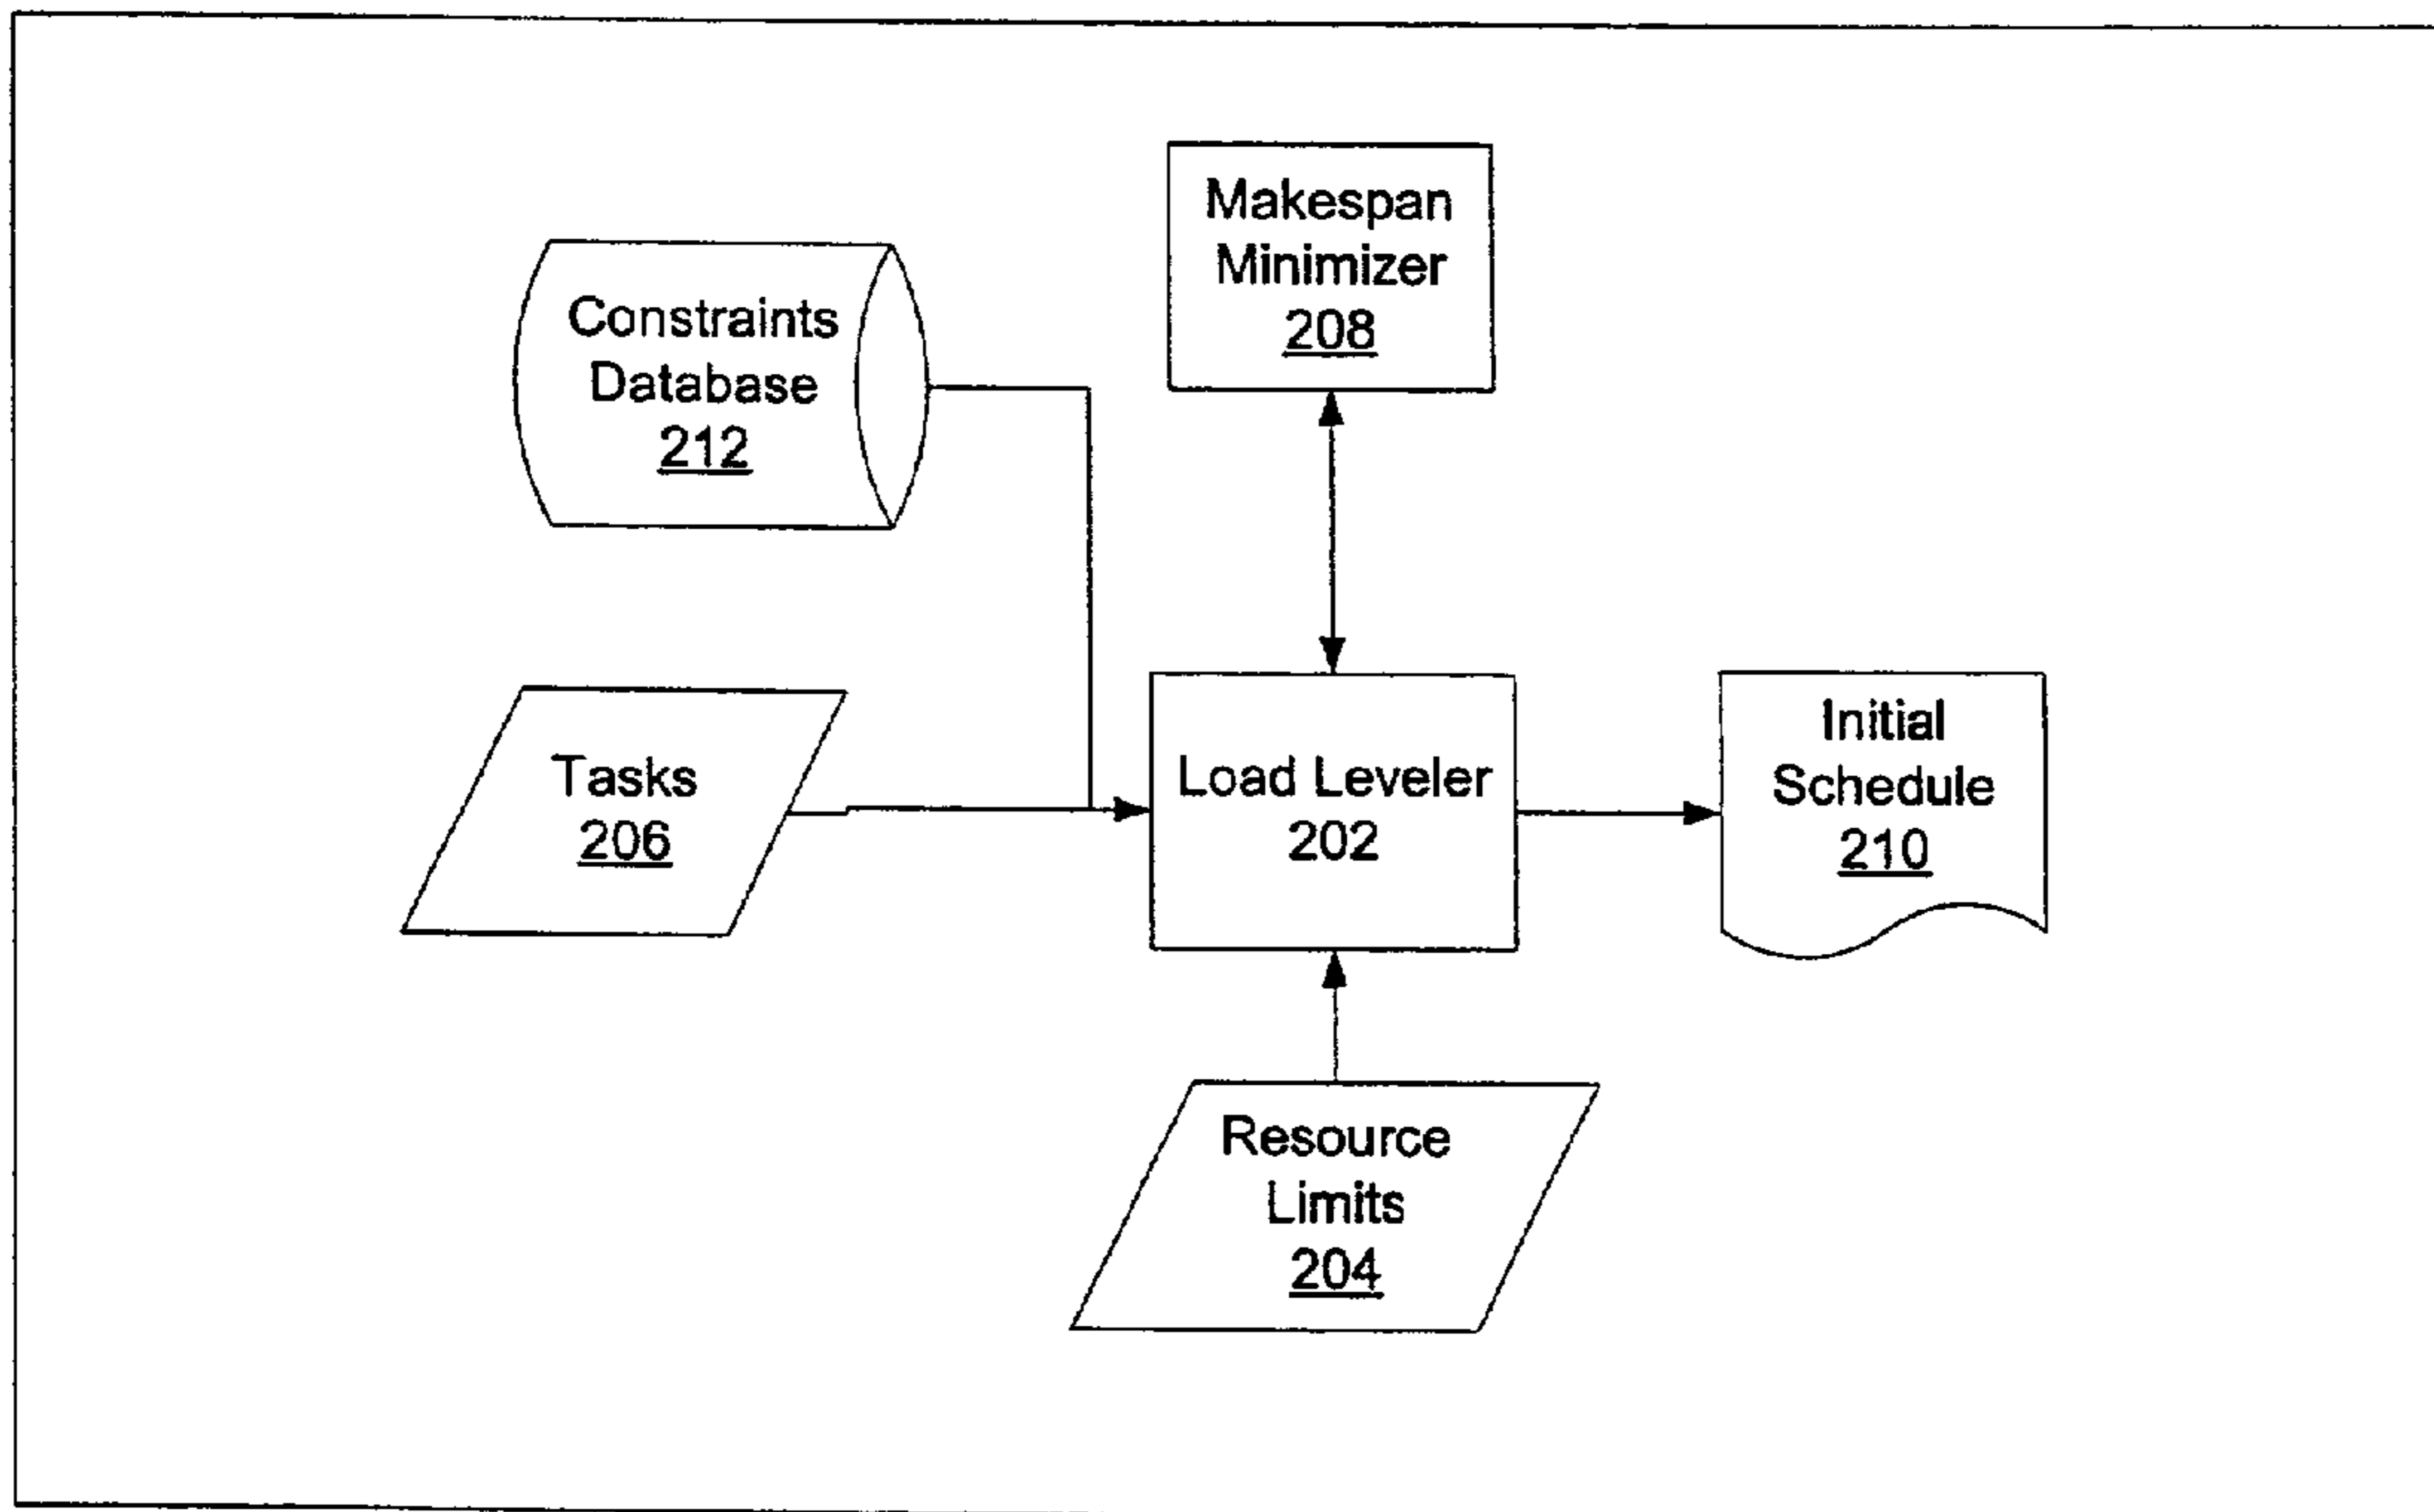 Makespan
Minimizer
208
Constraints
Database
212
Tasks
206
Load Leveler
202
Initial
Schedule
210
Resource
Limits
204